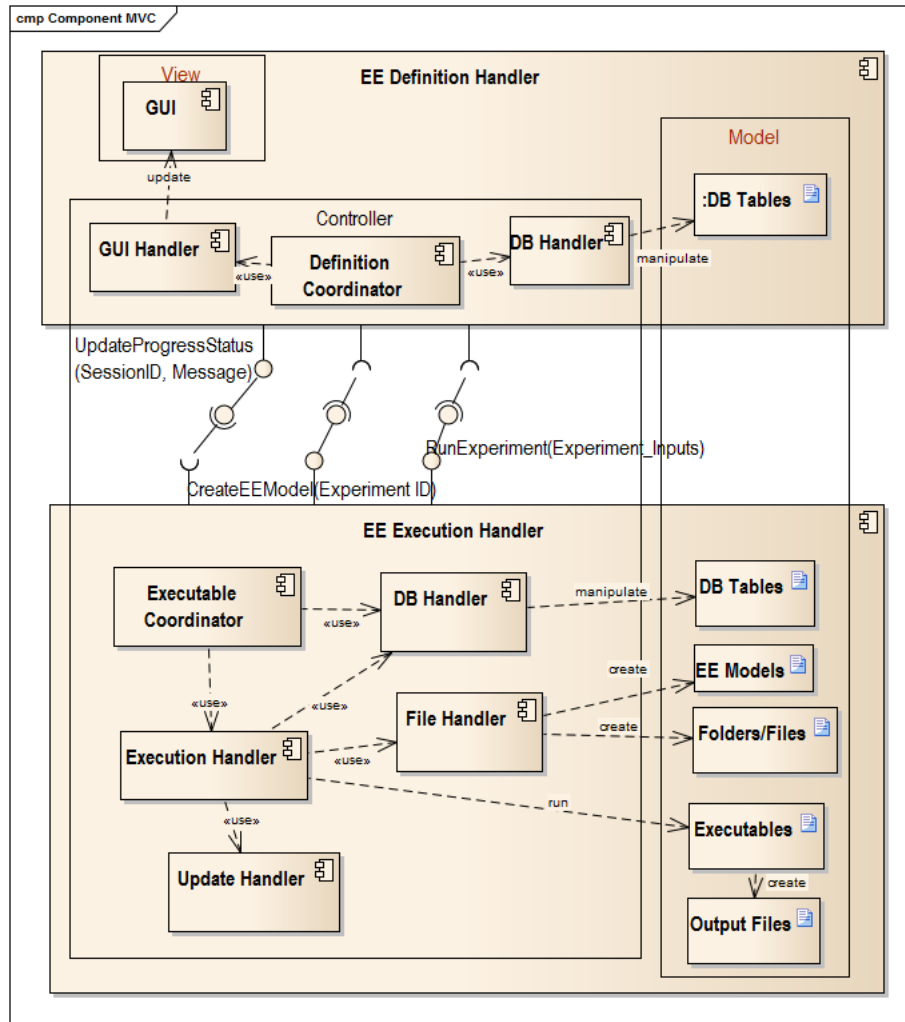 cmp Component MVC
View
EE Definition Handler
GUI
Model
update
:DB Tables
Controller
GUI Handler
Definition
Coordinator
DB Handler
«use»
«use»
manipulate
UpdateProgressStatus
(SessionID, Message)
RunExperiment(Experiment_Inputs)
CreateEEModel(Experiment ID)
EE Execution Handler
Executable
Coordinator
DB Handler
manipulate
DB Tables
«use»
create
EE Models
«use»
«use»
File Handler
create
Folders/Files
Execution Handler
«use»
run
Executables
«use»
Update Handler
create
Output Files